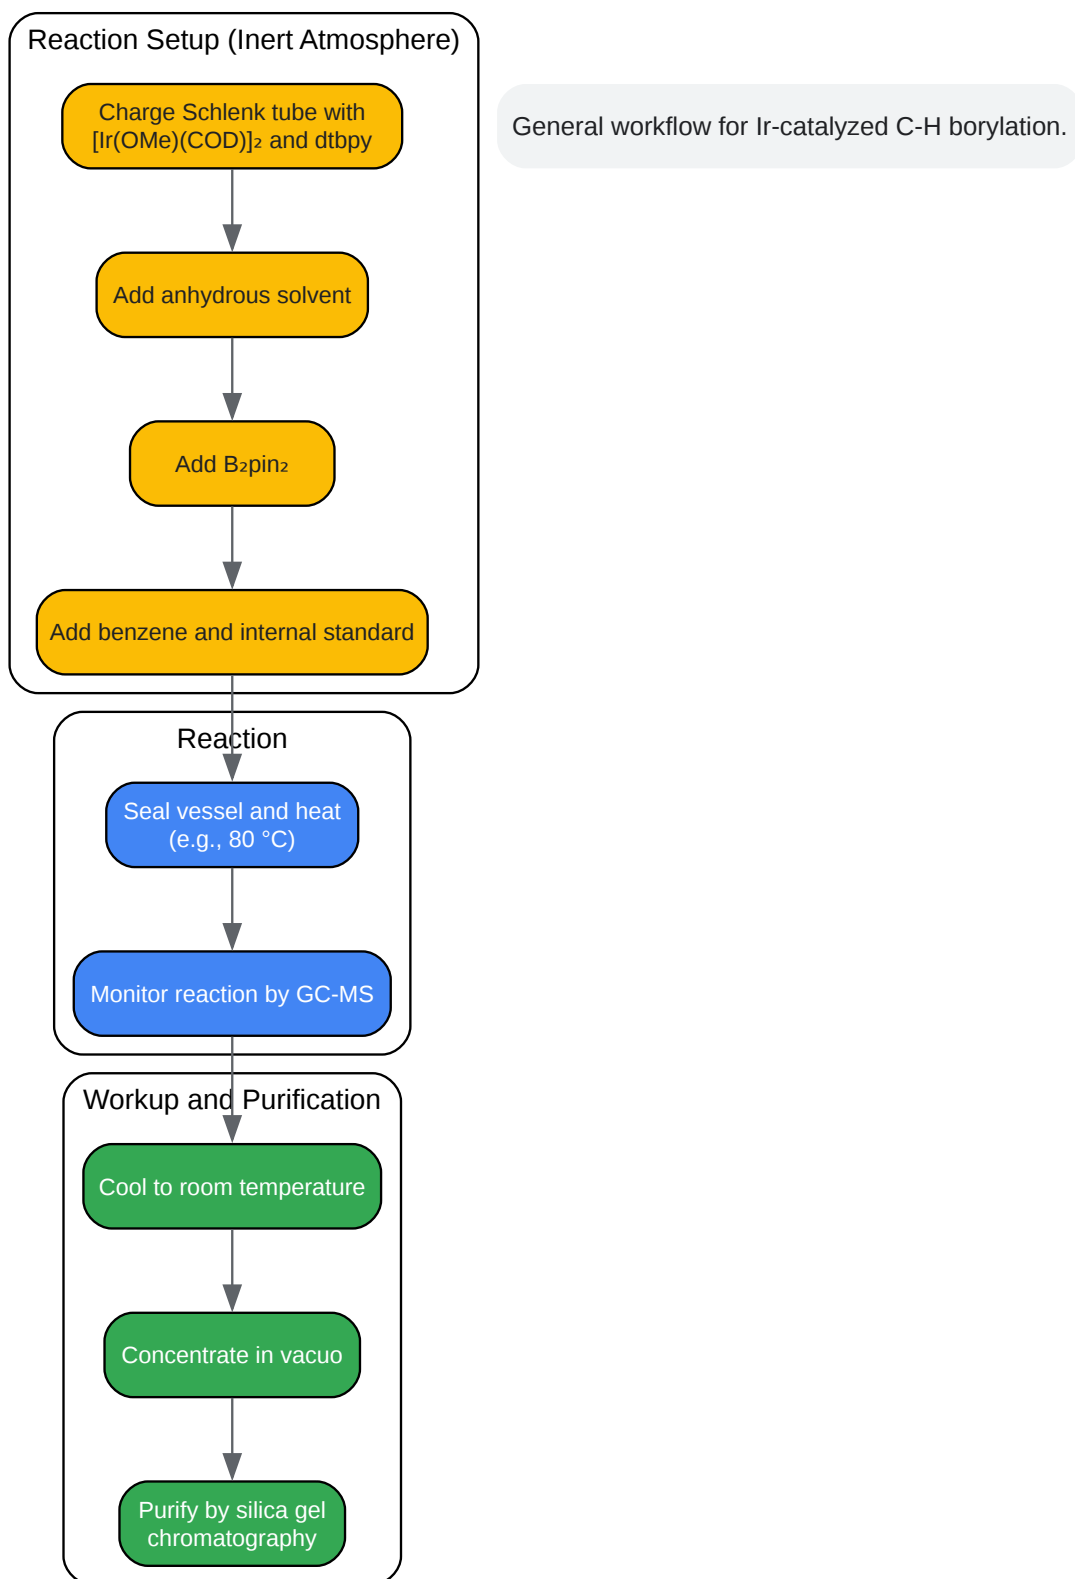 Reaction Setup (Inert Atmosphere)
Charge Schlenk tube with
[Ir(OMe)(COD)]₂ and dtbpy
General workflow for Ir-catalyzed C-H borylation.
Add anhydrous solvent
Add B₂pin₂
Add benzene and internal standard
Reaction
Seal vessel and heat
(e.g., 80 °C)
Monitor reaction by GC-MS
Workup and Purification
Cool to room temperature
Concentrate in vacuo
Purify by silica gel
chromatography